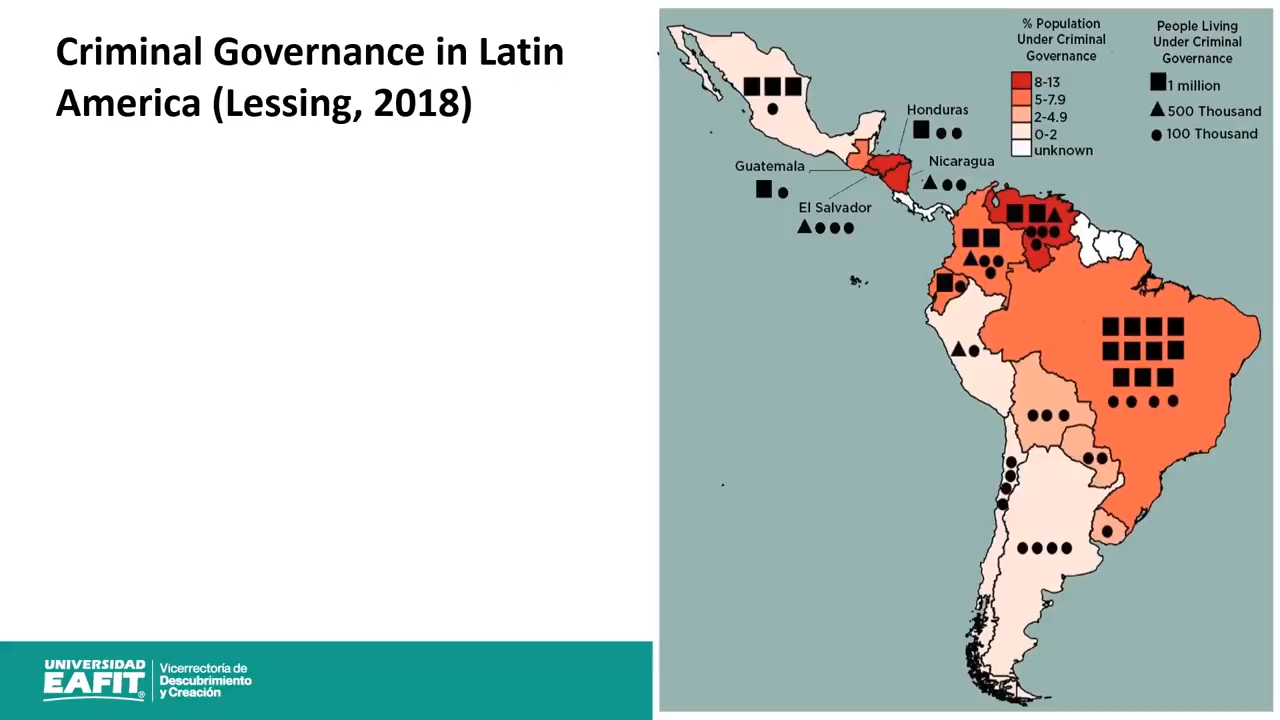 Criminal Governance in Latin
America (Lessing, 2018)
% Population
Under Criminal
Governance
8-13
5-7.9
2-4.9
0-2
unknown
People Living
Under Criminal
Governance
1 million
500 Thousand
100 Thousand
Honduras
Guatemala
Nicaragua
El Salvador
UNIVERSIDAD
EAFIT®
Vicerrectoría de
Descubrimiento
y Creación